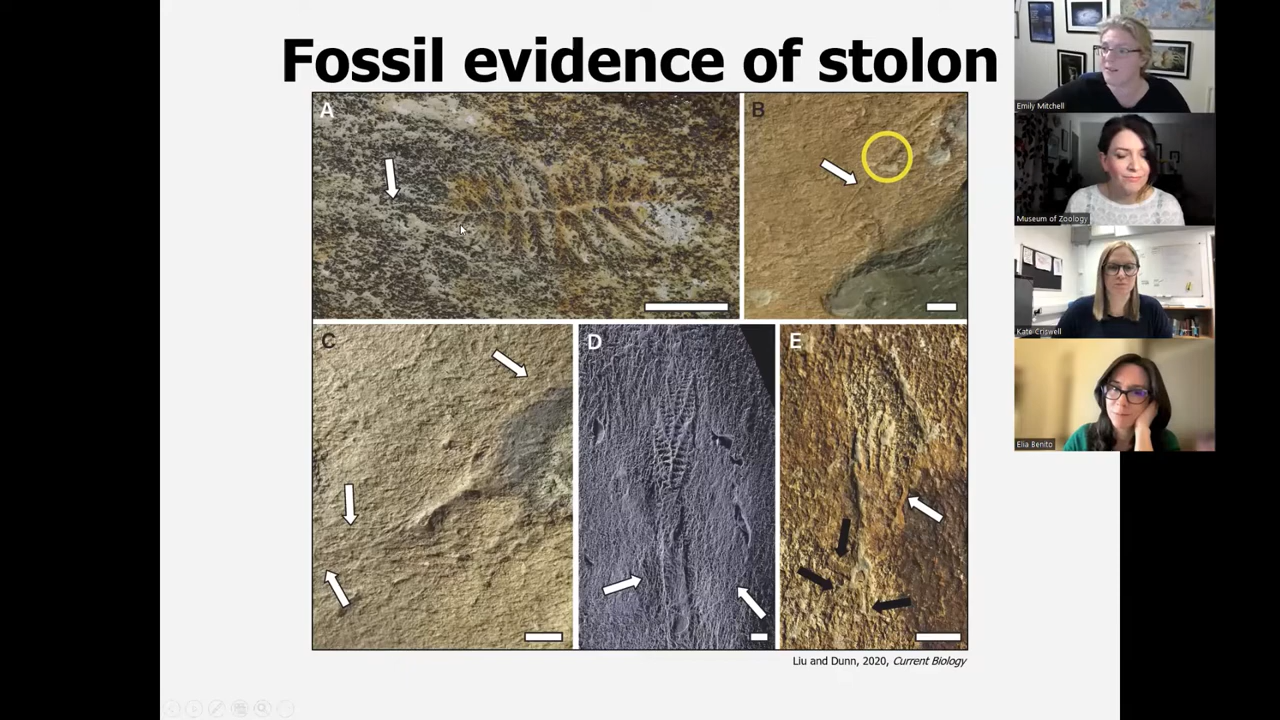 Fossil evidence of stolon
A
B
C
D
E
Liu and Dunn, 2020, Current Biology
Emily Mitchell
Museum of Zoology
Kate Criswell
Elia Benito